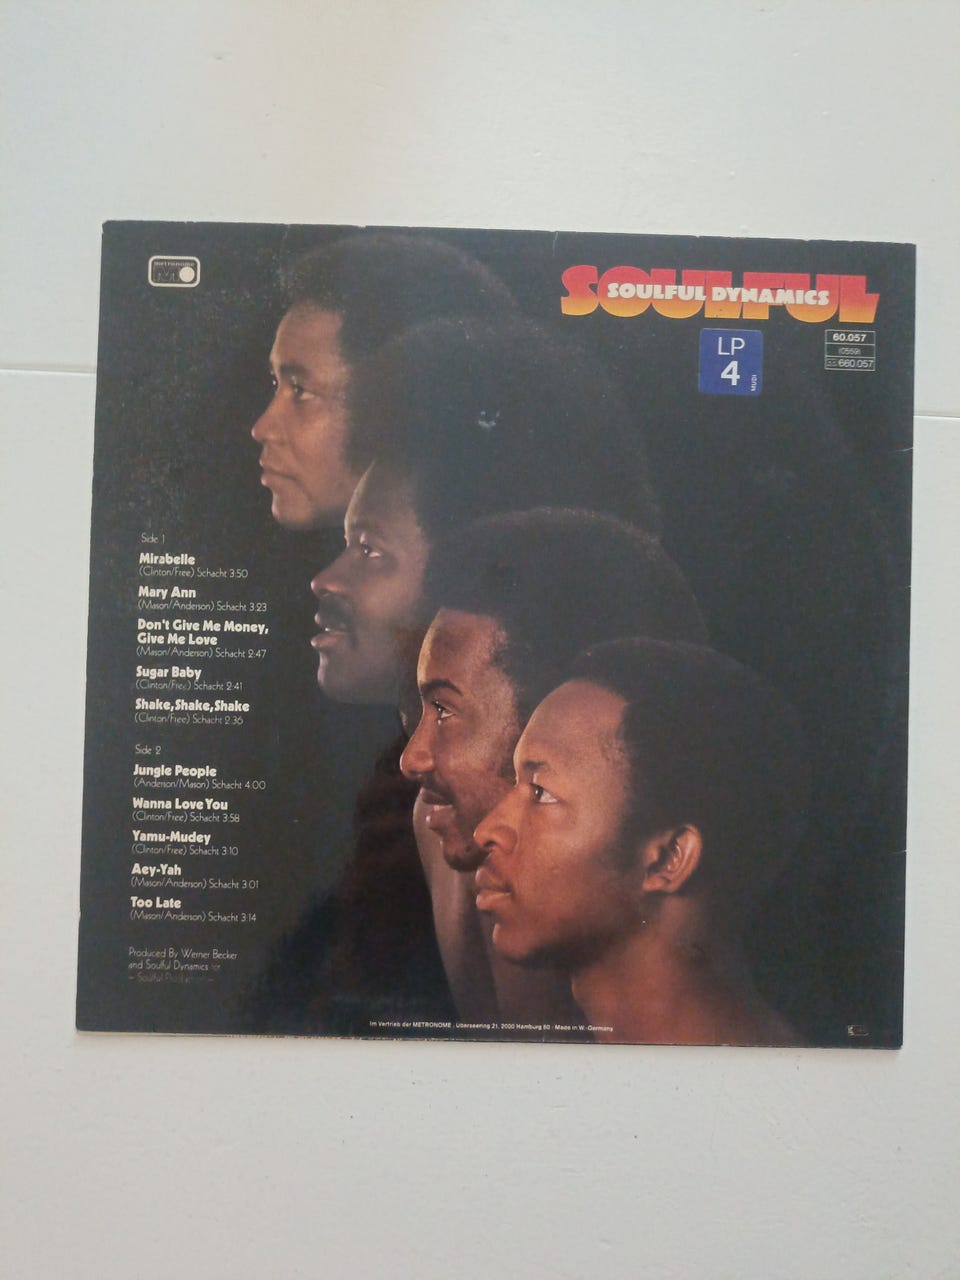 metronome
SOULFUL
SOULFUL DYNAMICS
LP
4
MUDI
60.057
(0559)
660.057
Side 1
Mirabelle
(Clinton/Free) Schacht 3:50
Mary Ann
(Mason/Anderson) Schacht 3:23
Don't Give Me Money,
Give Me Love
(Mason/Anderson) Schacht 2:47
Sugar Baby
(Clinton/Free) Schacht 2:41
Shake,Shake,Shake
(Clinton/Free) Schacht 2:36
Side 2
Jungle People
(Anderson/Mason) Schacht 4:00
Wanna Love You
(Clinton/Free) Schacht 3:58
Yamu-Mudey
(Clinton/Free) Schacht 3:10
Aey-Yah
(Mason/Anderson) Schacht 3:01
Too Late
(Mason/Anderson) Schacht 3:14
Produced By Werner Becker
and Soulful Dynamics for
Im Vertrieb der METRONOME . Überseering 21, 2000 Hamburg 60 · Made in W.-Germany